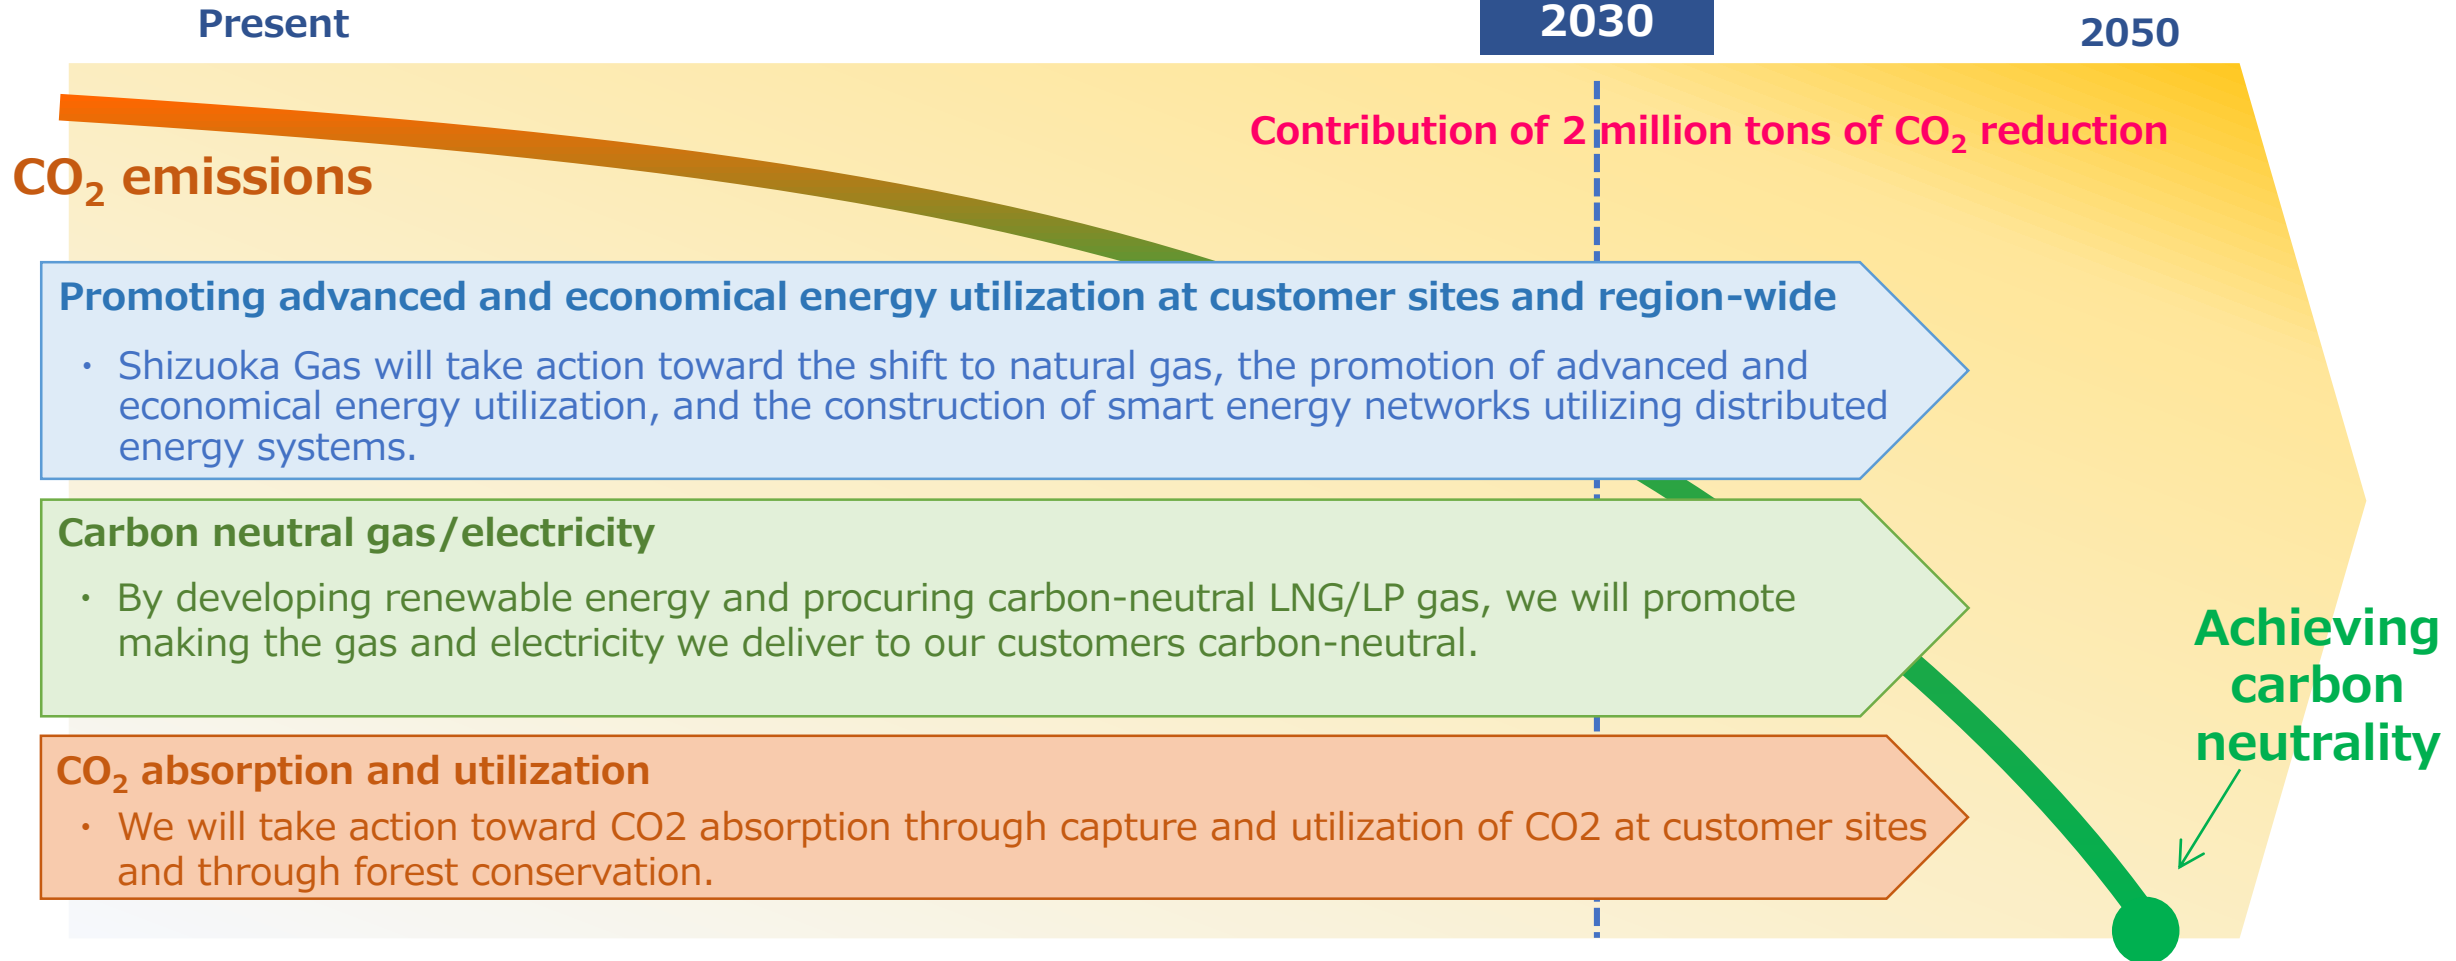 Present
2030
2050
Contribution of 2 million tons of CO₂ reduction
CO₂ emissions
Promoting advanced and economical energy utilization at customer sites and region-wide
・ Shizuoka Gas will take action toward the shift to natural gas, the promotion of advanced and
economical energy utilization, and the construction of smart energy networks utilizing distributed
energy systems.
Carbon neutral gas/electricity
・ By developing renewable energy and procuring carbon-neutral LNG/LP gas, we will promote
making the gas and electricity we deliver to our customers carbon-neutral.
Achieving
carbon
neutrality
CO₂ absorption and utilization
・ We will take action toward CO2 absorption through capture and utilization of CO2 at customer sites
and through forest conservation.